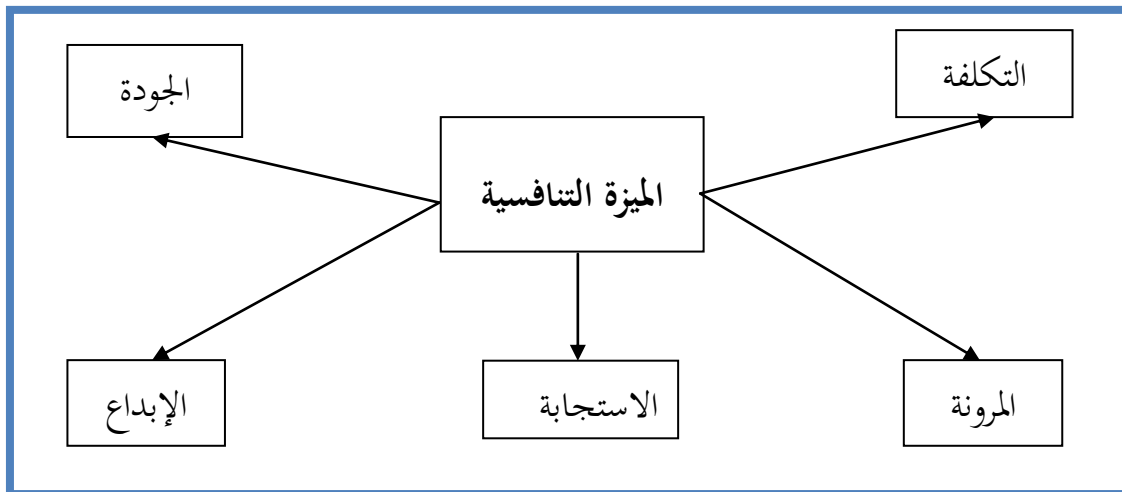 التكلفة
الجودة
الميزة التنافسية
المرونة
الاستجابة
الإبداع